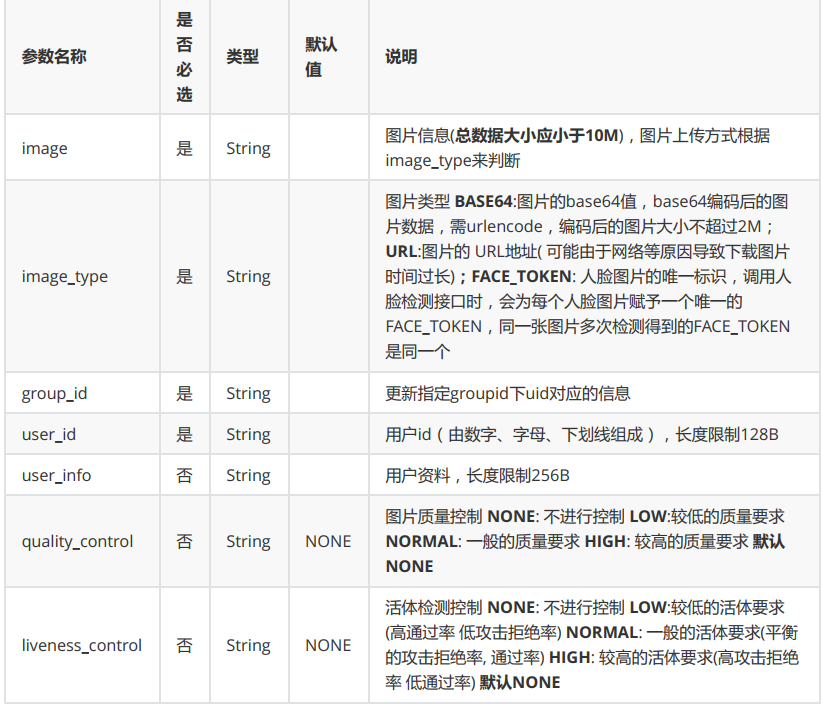 参数名称 是否必选 类型 默认值 说明
image 是 String 图片信息(总数据大小应小于10M)，图片上传方式根据
image_type来判断
image_type 是 String 图片类型 BASE64:图片的base64值，base64编码后的图
片数据，需urlencode，编码后的图片大小不超过2M；
URL:图片的 URL地址( 可能由于网络等原因导致下载图片
时间过长)；FACE_TOKEN: 人脸图片的唯一标识，调用人
脸检测接口时，会为每个人脸图片赋予一个唯一的
FACE_TOKEN，同一张图片多次检测得到的FACE_TOKEN
是同一个
group_id 是 String 更新指定groupid下uid对应的信息
user_id 是 String 用户id（由数字、字母、下划线组成），长度限制128B
user_info 否 String 用户资料，长度限制256B
quality_control 否 String NONE 图片质量控制 NONE: 不进行控制 LOW:较低的质量要求
NORMAL: 一般的质量要求 HIGH: 较高的质量要求 默认
NONE
liveness_control 否 String NONE 活体检测控制 NONE: 不进行控制 LOW:较低的活体要求
(高通过率 低攻击拒绝率) NORMAL: 一般的活体要求(平衡
的攻击拒绝率, 通过率) HIGH: 较高的活体要求(高攻击拒绝
率 低通过率) 默认NONE